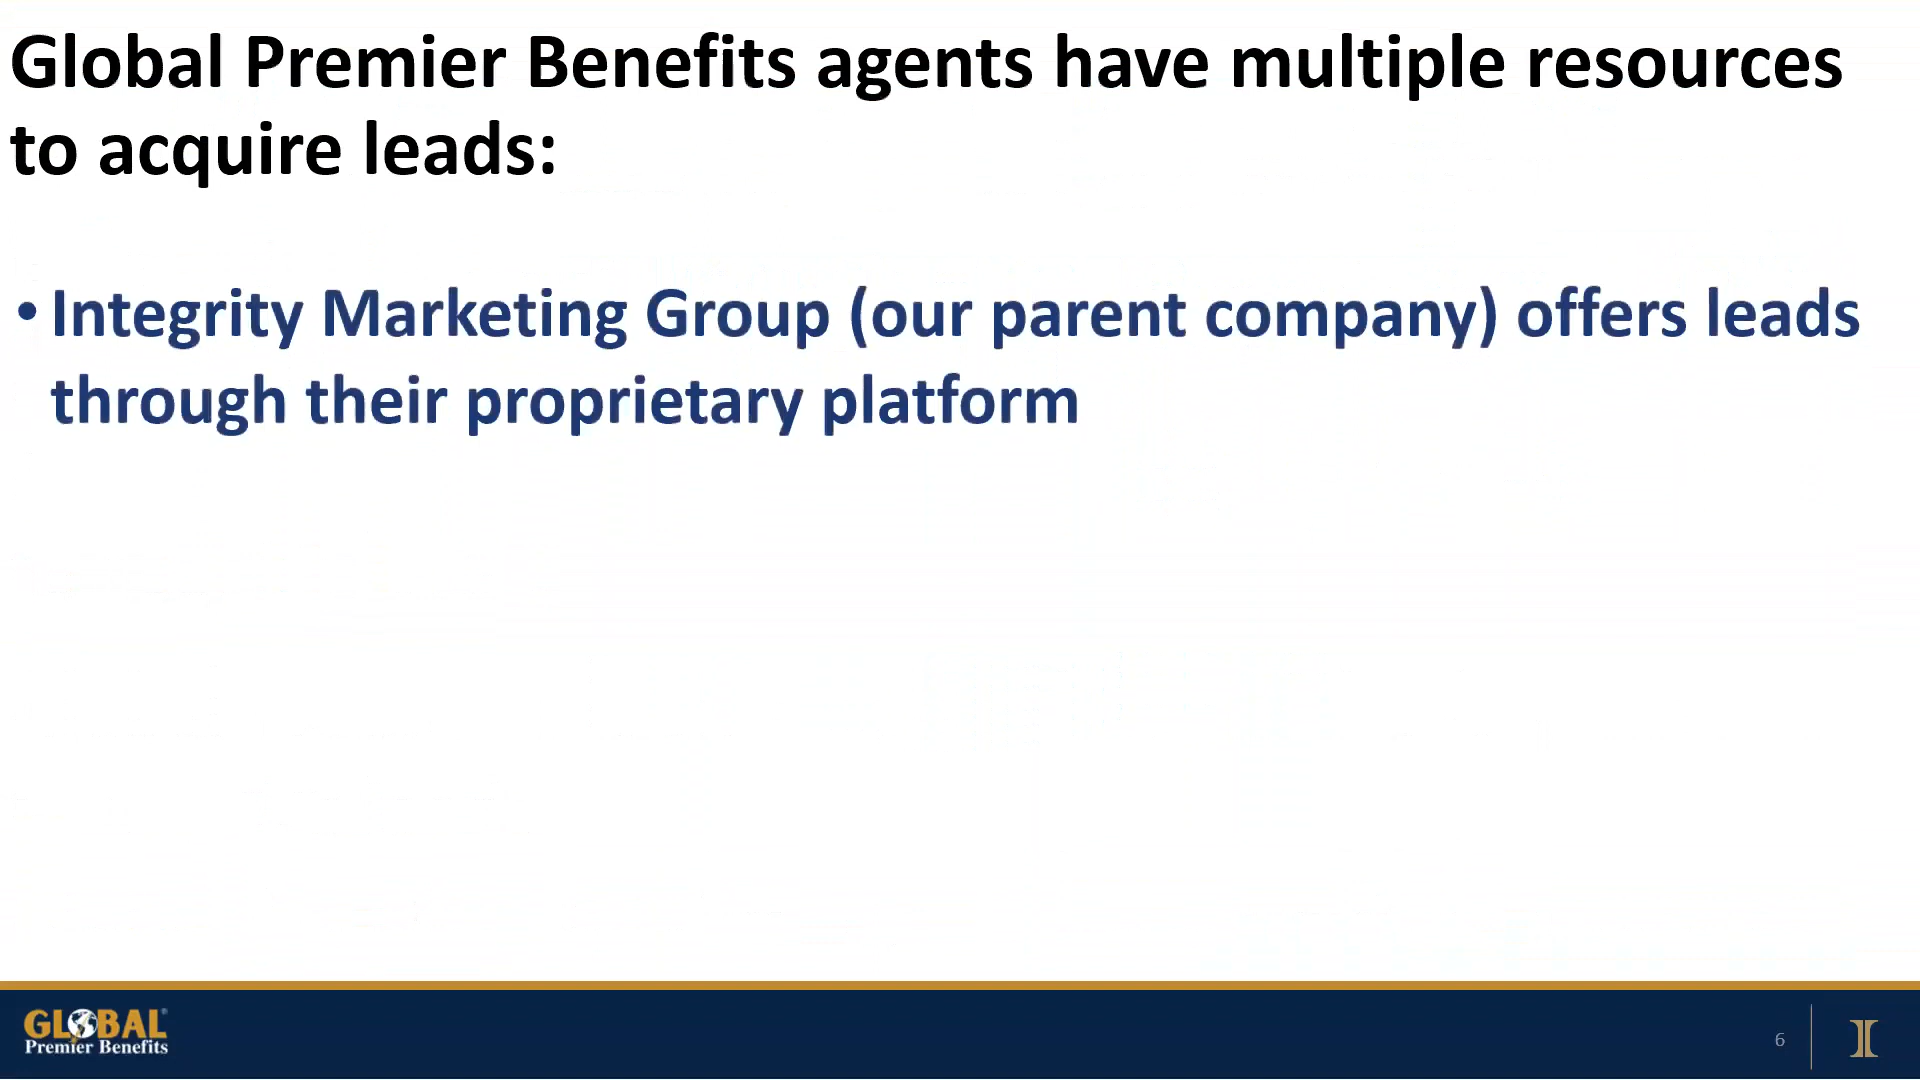 Global Premier Benefits agents have multiple resources
to acquire leads:
• Integrity Marketing Group (our parent company) offers leads
through their proprietary platform
GLOBAL
Premier Benefits
6